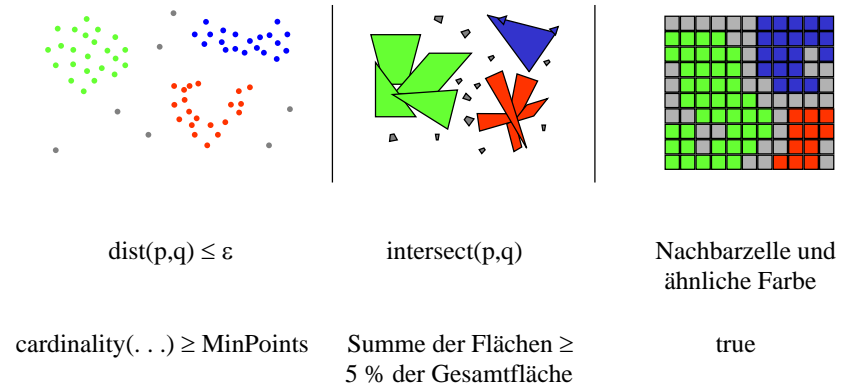 dist(p,q) ≤ ε
intersect(p,q)
Nachbarzelle und
ähnliche Farbe
cardinality(. . .) ≥ MinPoints
Summe der Flächen ≥
5 % der Gesamtfläche
true